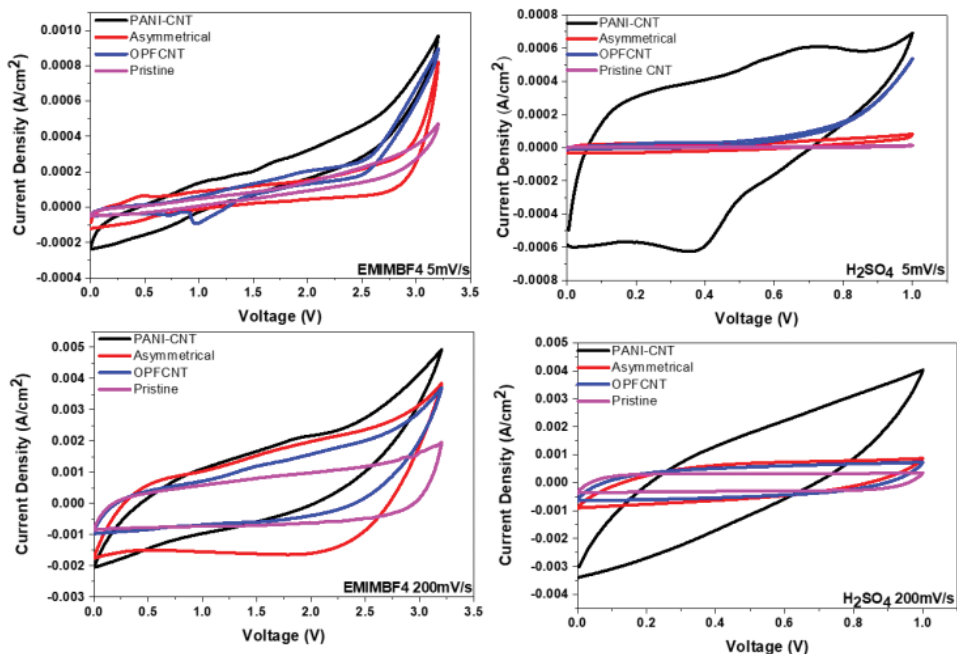 PANI-CNT
Asymmetrical
OPFCNT
Pristine
0.0010
0.0008
0.0006
0.0004
0.0002
0.0000
-0.0002
-0.0004
Current Density (A/cm²)
EMIMBF4 5mV/s
0.0 0.5 1.0 1.5 2.0 2.5 3.0 3.5
Voltage (V)
PANI-CNT
Asymmetrical
OPFCNT
Pristine CNT
0.0008
0.0006
0.0004
0.0002
0.0000
-0.0002
-0.0004
-0.0006
-0.0008
Current Density (A/cm²)
H₂SO₄ 5mV/s
0.0 0.2 0.4 0.6 0.8 1.0
Voltage (V)
PANI-CNT
Asymmetrical
OPFCNT
Pristine
0.005
0.004
0.003
0.002
0.001
0.000
-0.001
-0.002
-0.003
Current Density (A/cm²)
EMIMBF4 200mV/s
0.0 0.5 1.0 1.5 2.0 2.5 3.0 3.5
Voltage (V)
PANI-CNT
Asymmetrical
OPFCNT
Pristine
0.005
0.004
0.003
0.002
0.001
0.000
-0.001
-0.002
-0.003
-0.004
Current Density (A/cm²)
H₂SO₄ 200mV/s
0.0 0.2 0.4 0.6 0.8 1.0
Voltage (V)